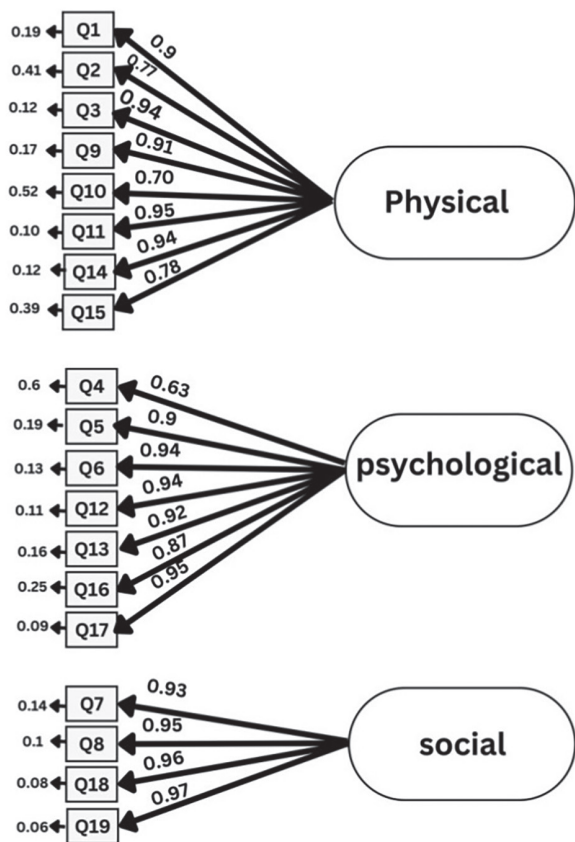 0.19 Q1 0.9
0.41 Q2 0.77
0.12 Q3 0.94
0.17 Q9 0.91
0.52 Q10 0.70
0.10 Q11 0.95
0.12 Q14 0.94
0.39 Q15 0.78
Physical
0.6 Q4 0.63
0.19 Q5 0.9
0.13 Q6 0.94
0.11 Q12 0.94
0.16 Q13 0.92
0.25 Q16 0.87
0.09 Q17 0.95
psychological
0.14 Q7 0.93
0.1 Q8 0.95
0.08 Q18 0.96
0.06 Q19 0.97
social